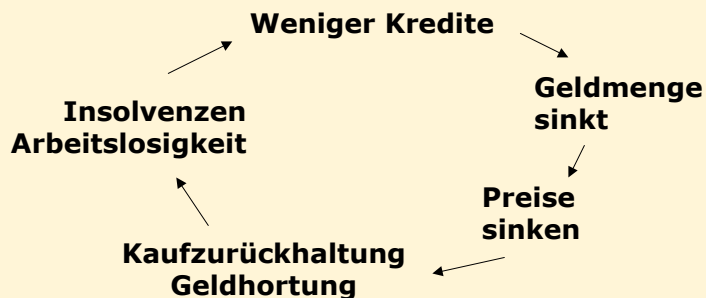 Weniger Kredite
Geldmenge
sinkt
Preise
sinken
Kaufzurückhaltung
Geldhortung
Insolvenzen
Arbeitslosigkeit